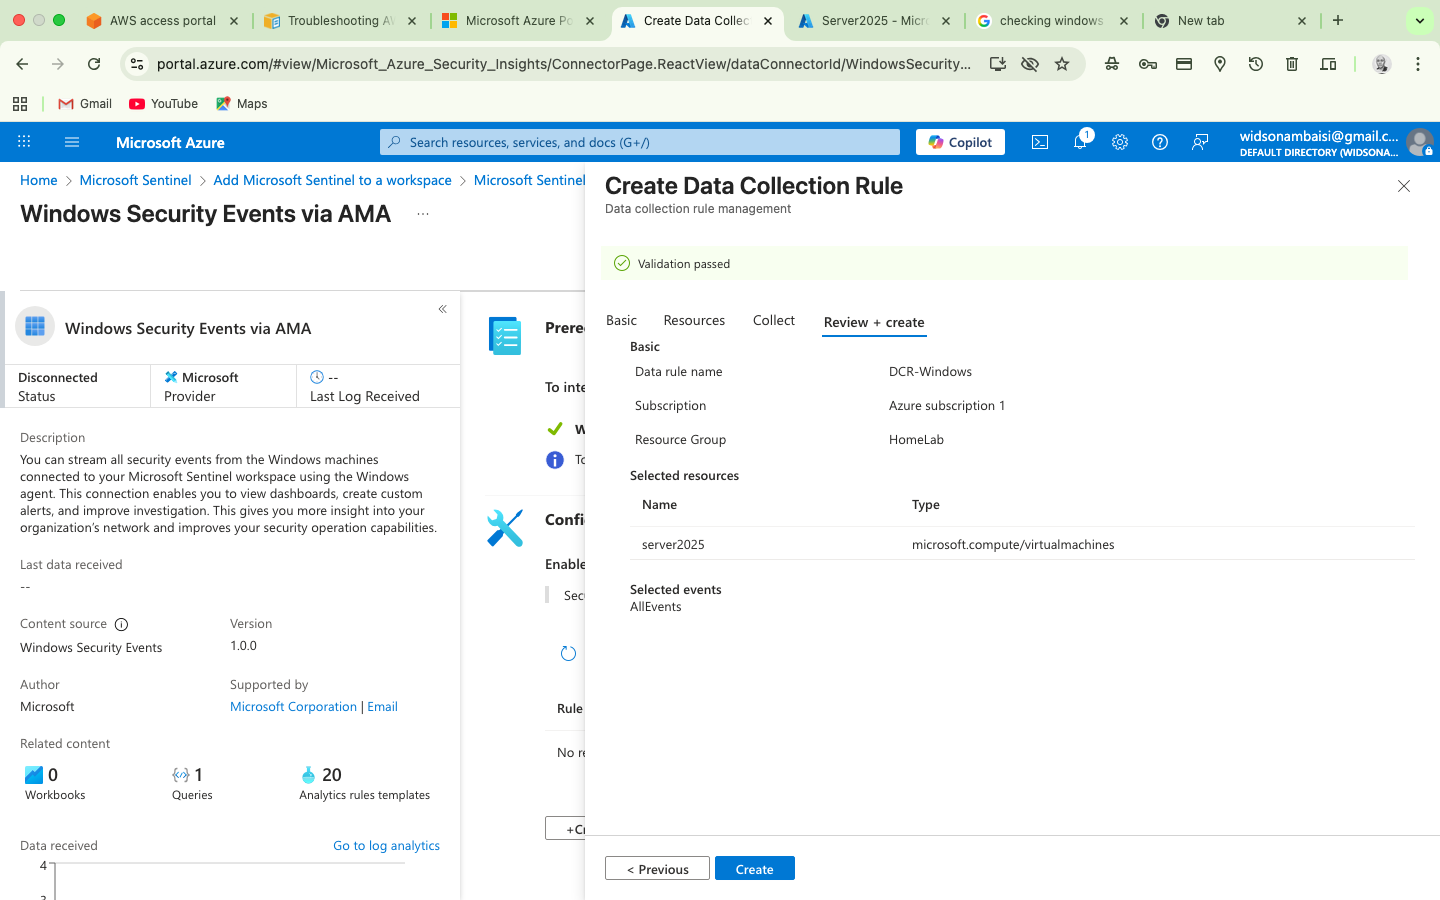 AWS access portal
Troubleshooting AW
Microsoft Azure Po
Create Data Collec
Server2025 - Micro
checking windows
New tab
portal.azure.com/#view/Microsoft_Azure_Security_Insights/ConnectorPage.ReactView/dataConnectorId/WindowsSecurity...
Gmail
YouTube
Maps
Microsoft Azure
Search resources, services, and docs (G+/)
Copilot
1
widsonambaisi@gmail.c...
DEFAULT DIRECTORY (WIDSONA...
Home > Microsoft Sentinel > Add Microsoft Sentinel to a workspace > Microsoft Sentinel
Windows Security Events via AMA ...
Windows Security Events via AMA
Disconnected
Status
Microsoft
Provider
--
Last Log Received
Description
You can stream all security events from the Windows machines
connected to your Microsoft Sentinel workspace using the Windows
agent. This connection enables you to view dashboards, create custom
alerts, and improve investigation. This gives you more insight into your
organization's network and improves your security operation capabilities.
Last data received
--
Content source
Windows Security Events
Version
1.0.0
Author
Microsoft
Supported by
Microsoft Corporation | Email
Related content
0
Workbooks
1
Queries
20
Analytics rules templates
Data received
Go to log analytics
4
3
Prere
To inte
W
To
Confi
Enable
Secu
Rule
No re
+Cr
Create Data Collection Rule
Data collection rule management
Validation passed
Basic
Resources
Collect
Review + create
Basic
Data rule name DCR-Windows
Subscription Azure subscription 1
Resource Group HomeLab
Selected resources
Name Type
server2025 microsoft.compute/virtualmachines
Selected events
AllEvents
< Previous
Create